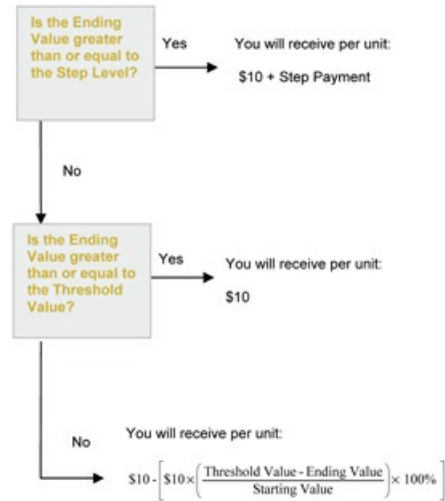 Is the Ending
Value greater
than or equal to
the Step Level?
Yes
You will receive per unit:
$10 + Step Payment
No
Is the Ending
Value greater
than or equal to
the Threshold
Value?
Yes
You will receive per unit:
$10
No
You will receive per unit:
$10 - [ $10 × ( Threshold Value - Ending Value / Starting Value ) × 100% ]